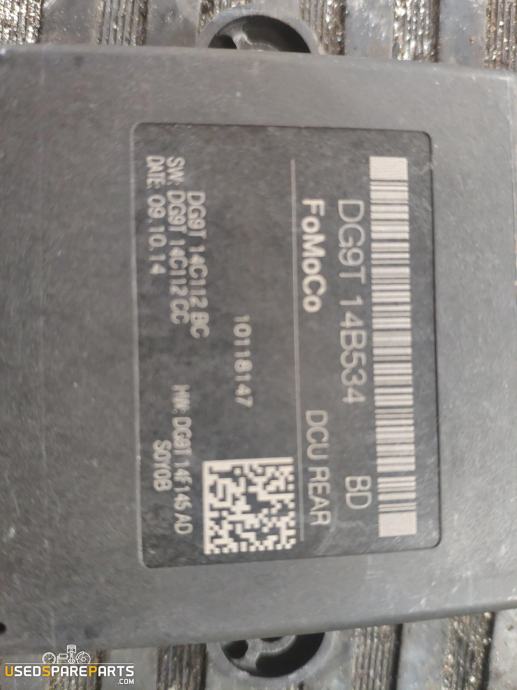 DG9T 14B534 BD
FoMoCo DCU REAR
10118147
DG9T 14C112 BC
SW: DG9T 14C112 CC HW: DG9T 14F145 AD
DATE: 09.10.14 S0Y0B
USEDSPAREPARTS
.COM